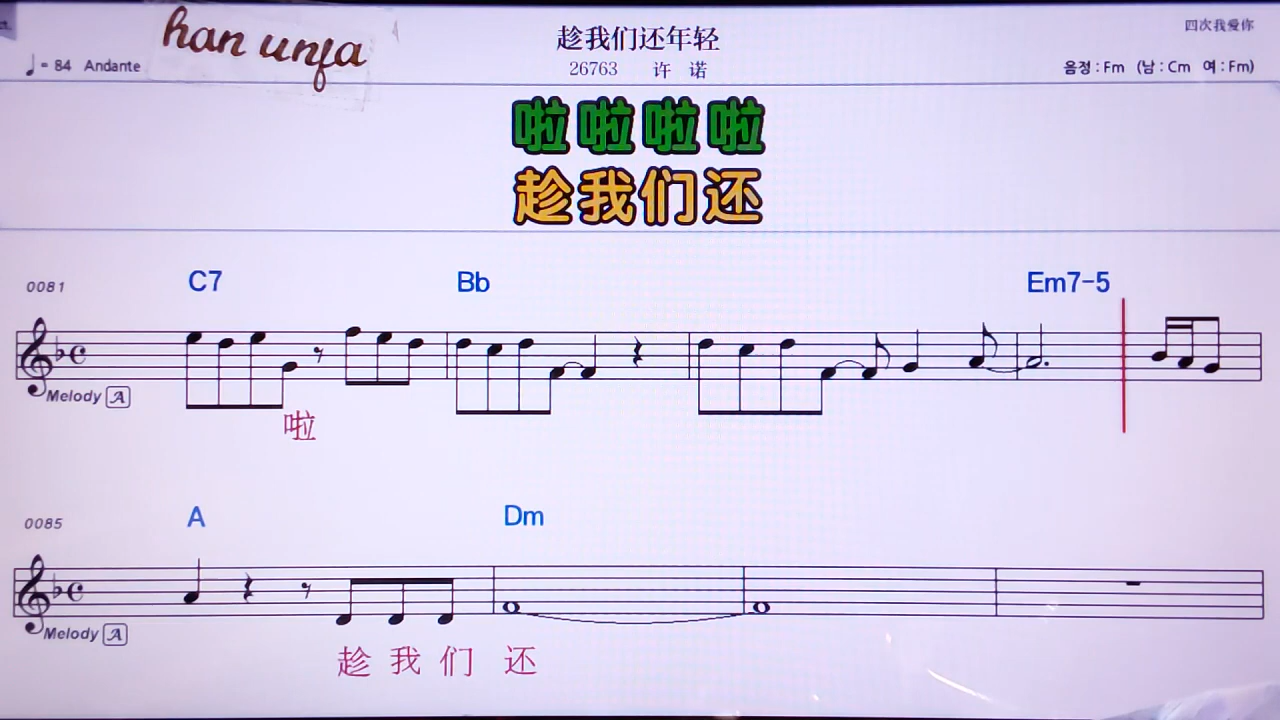 han unfa
趁我们还年轻
四次我爱你
♩= 84 Andante
26763 许 诺
음정 : Fm (남 : Cm 여 : Fm)
啦啦啦啦
趁我们还
0081 C7 Bb Em7-5
Melody A
啦
0085 A Dm
Melody A
趁 我 们 还